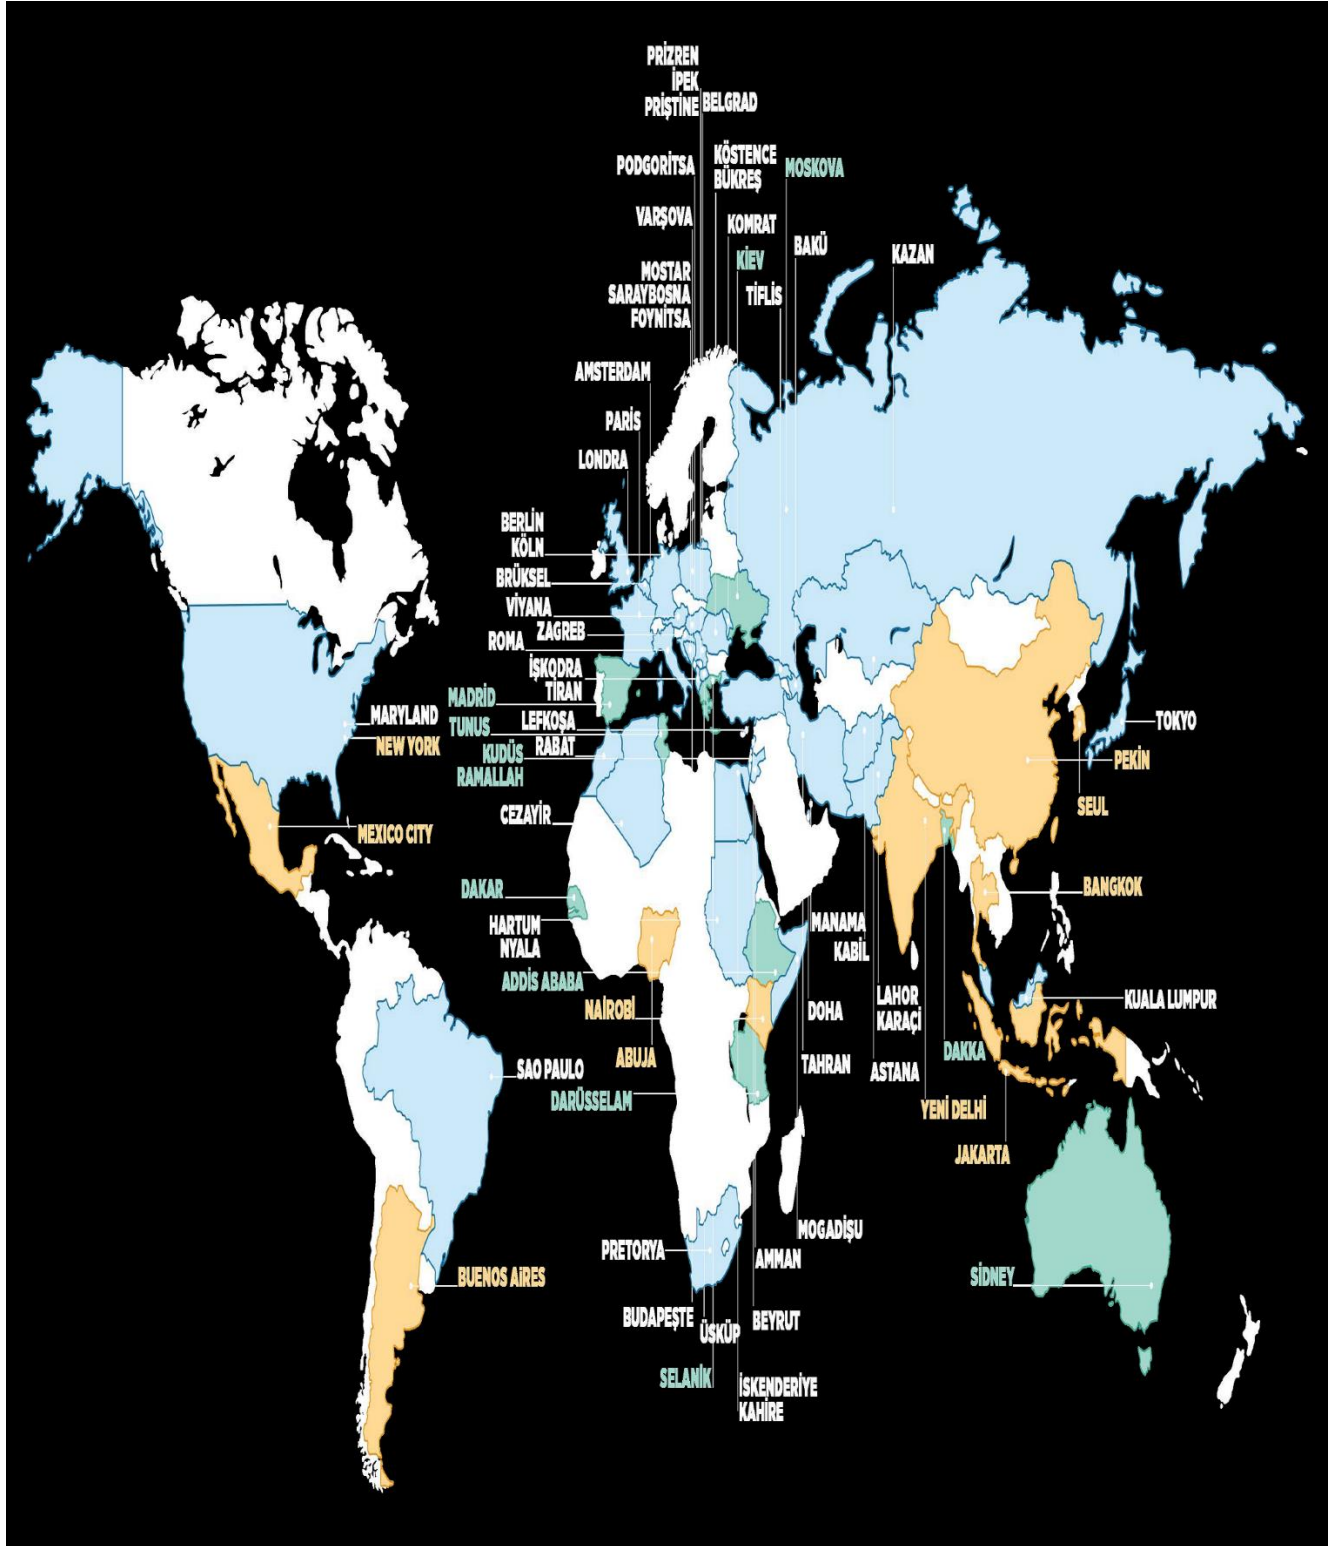 PRİZREN
İPEK
PRİŞTİNE
BELGRAD
PODGORİTSA
KÖSTENCE
BÜKREŞ
MOSKOVA
VARŞOVA
KOMRAT
BAKÜ
KAZAN
KİEV
MOSTAR
SARAYBOSNA
FOYNİTSA
TİFLİS
AMSTERDAM
PARİS
LONDRA
BERLİN
KÖLN
BRÜKSEL
VİYANA
ZAGREB
ROMA
İŞKODRA
TİRAN
MADRİD
TUNUS
LEFKOŞA
KUDÜS
RAMALLAH
RABAT
MARYLAND
NEW YORK
TOKYO
PEKİN
SEUL
CEZAYİR
MEXICO CITY
DAKAR
BANGKOK
HARTUM
NYALA
MANAMA
KABİL
ADDİS ABABA
NAİROBİ
DOHA
LAHOR
KARAÇİ
KUALA LUMPUR
ABUJA
TAHRAN
ASTANA
DAKKA
SAO PAULO
DARÜSSELAM
YENİ DELHİ
JAKARTA
PRETORYA
MOGADİŞU
AMMAN
BUENOS AİRES
SİDNEY
BUDAPEŞTE
ÜSKÜP
BEYRUT
SELANİK
İSKENDERİYE
KAHİRE